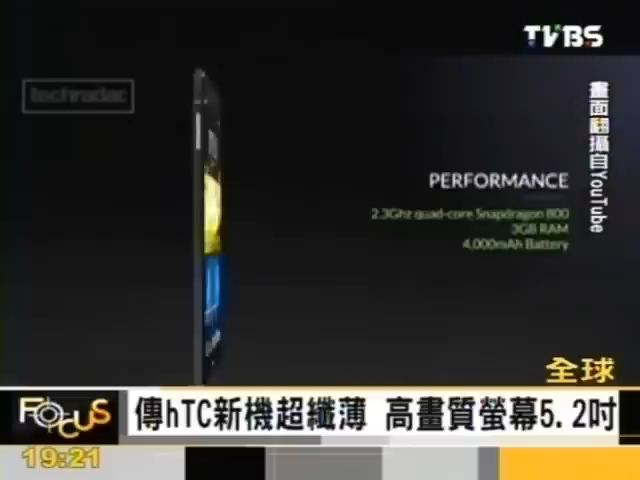 TVBS
techradar.
畫面翻攝自YouTube
PERFORMANCE
2.3Ghz quad-core Snapdragon 800
3GB RAM
4,000mAh Battery
全球
FOCUS
傳hTC新機超纖薄 高畫質螢幕5.2吋
19:21